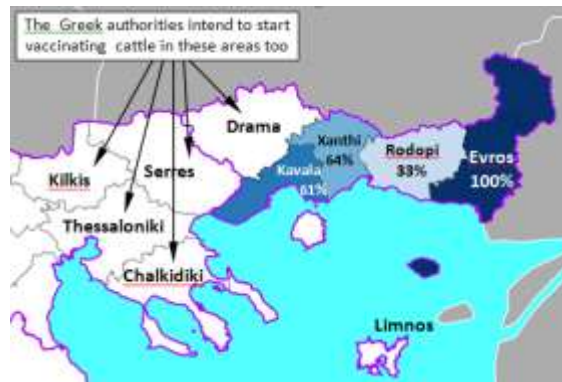 The Greek authorities intend to start
vaccinating cattle in these areas too
Drama
Xanthi
64%
Rodopi
33%
Evros
100%
Kavala
61%
Serres
Kilkis
Thessaloniki
Chalkidiki
Limnos